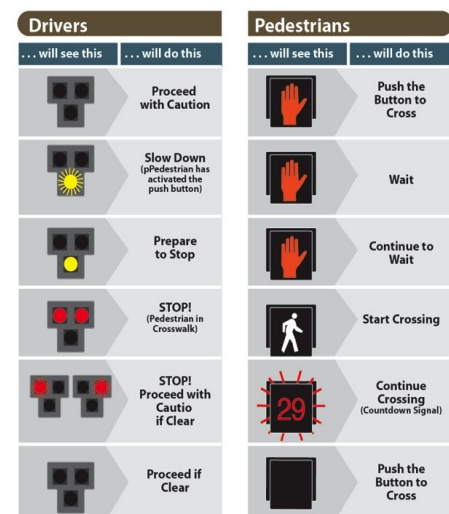 Drivers
... will see this
... will do this
Proceed
with Caution
Slow Down
(pPedestrian has
activated the
push button)
Prepare
to Stop
STOP!
(Pedestrian in
Crosswalk)
STOP!
Proceed with
Cautio
if Clear
Proceed if
Clear
Pedestrians
... will see this
... will do this
Push the
Button to
Cross
Wait
Continue to
Wait
Start Crossing
29
Continue
Crossing
(Countdown Signal)
Push the
Button to
Cross